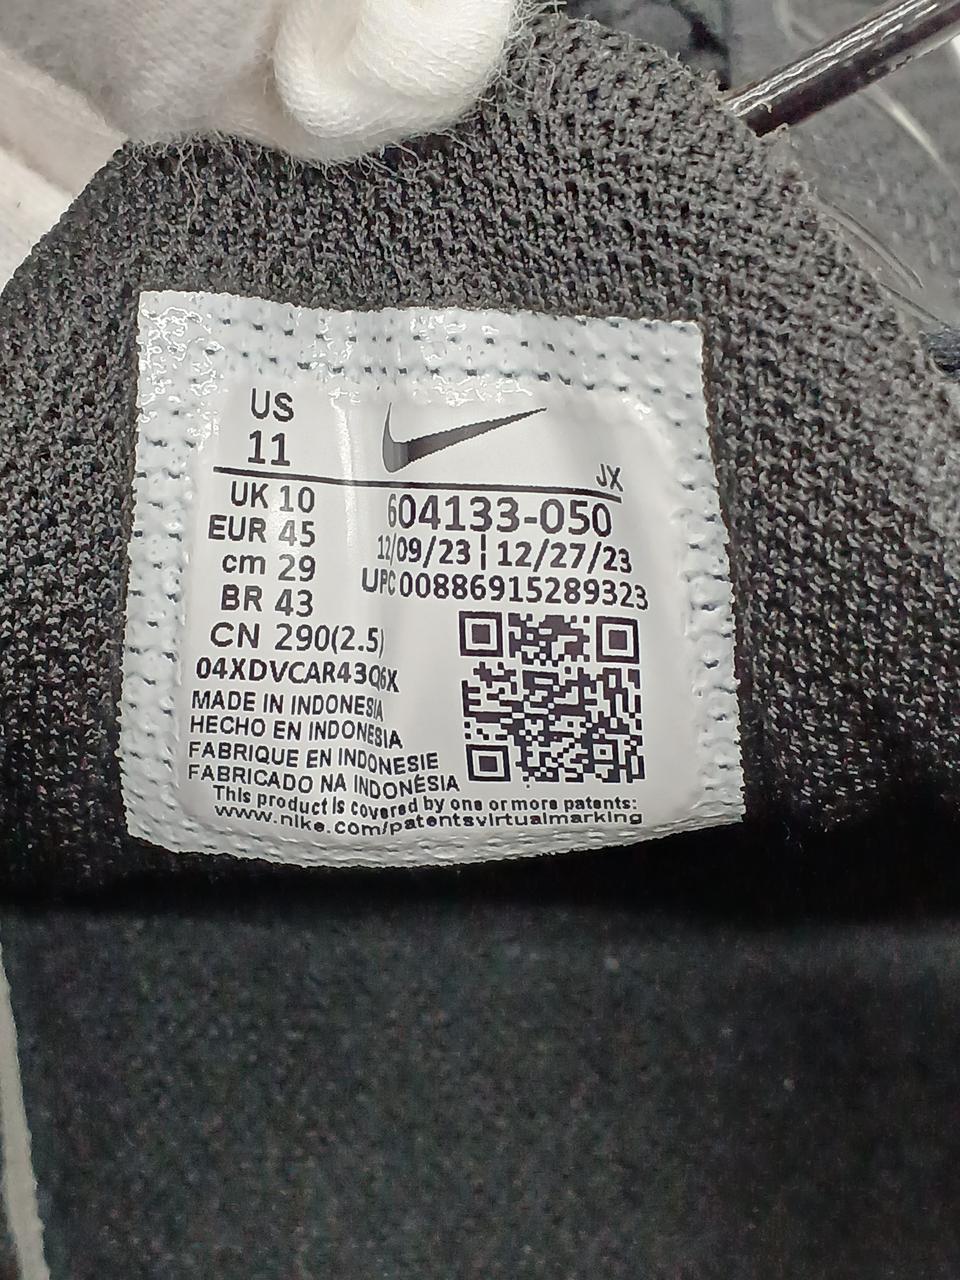 US
11
JX
UK 10
EUR 45
cm 29
BR 43
CN 290(2.5)
604133-050
12/09/23 | 12/27/23
UPC 00886915289323
04XDVCAR43Q6X
MADE IN INDONESIA
HECHO EN INDONESIA
FABRIQUE EN INDONESIE
FABRICADO NA INDONÉSIA
This product is covered by one or more patents:
www.nike.com/patentsvirtualmarking